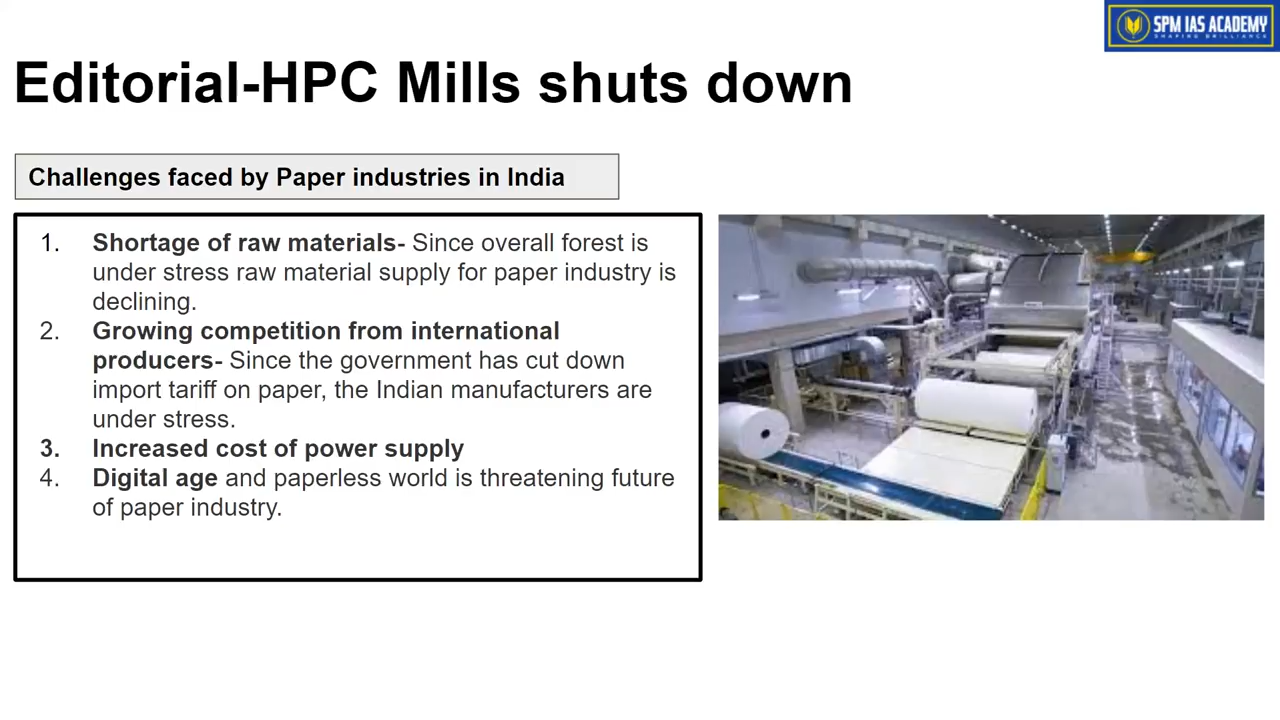 SPM IAS ACADEMY
SHAPING BRILLIANCE
Editorial-HPC Mills shuts down
Challenges faced by Paper industries in India
1. Shortage of raw materials- Since overall forest is
under stress raw material supply for paper industry is
declining.
2. Growing competition from international
producers- Since the government has cut down
import tariff on paper, the Indian manufacturers are
under stress.
3. Increased cost of power supply
4. Digital age and paperless world is threatening future
of paper industry.